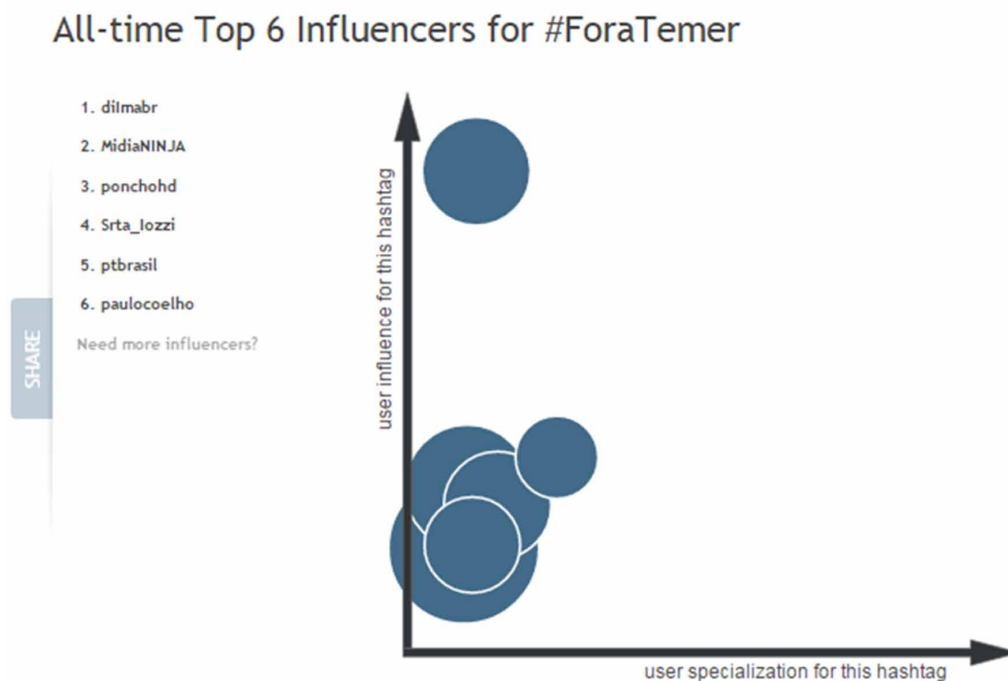 All-time Top 6 Influencers for #ForaTemer
1. dilmabr
2. MidiaNINJA
3. ponchohd
4. Srta_Iozzi
5. ptbrasil
6. paulocoelho
Need more influencers?
SHARE
user influence for this hashtag
user specialization for this hashtag